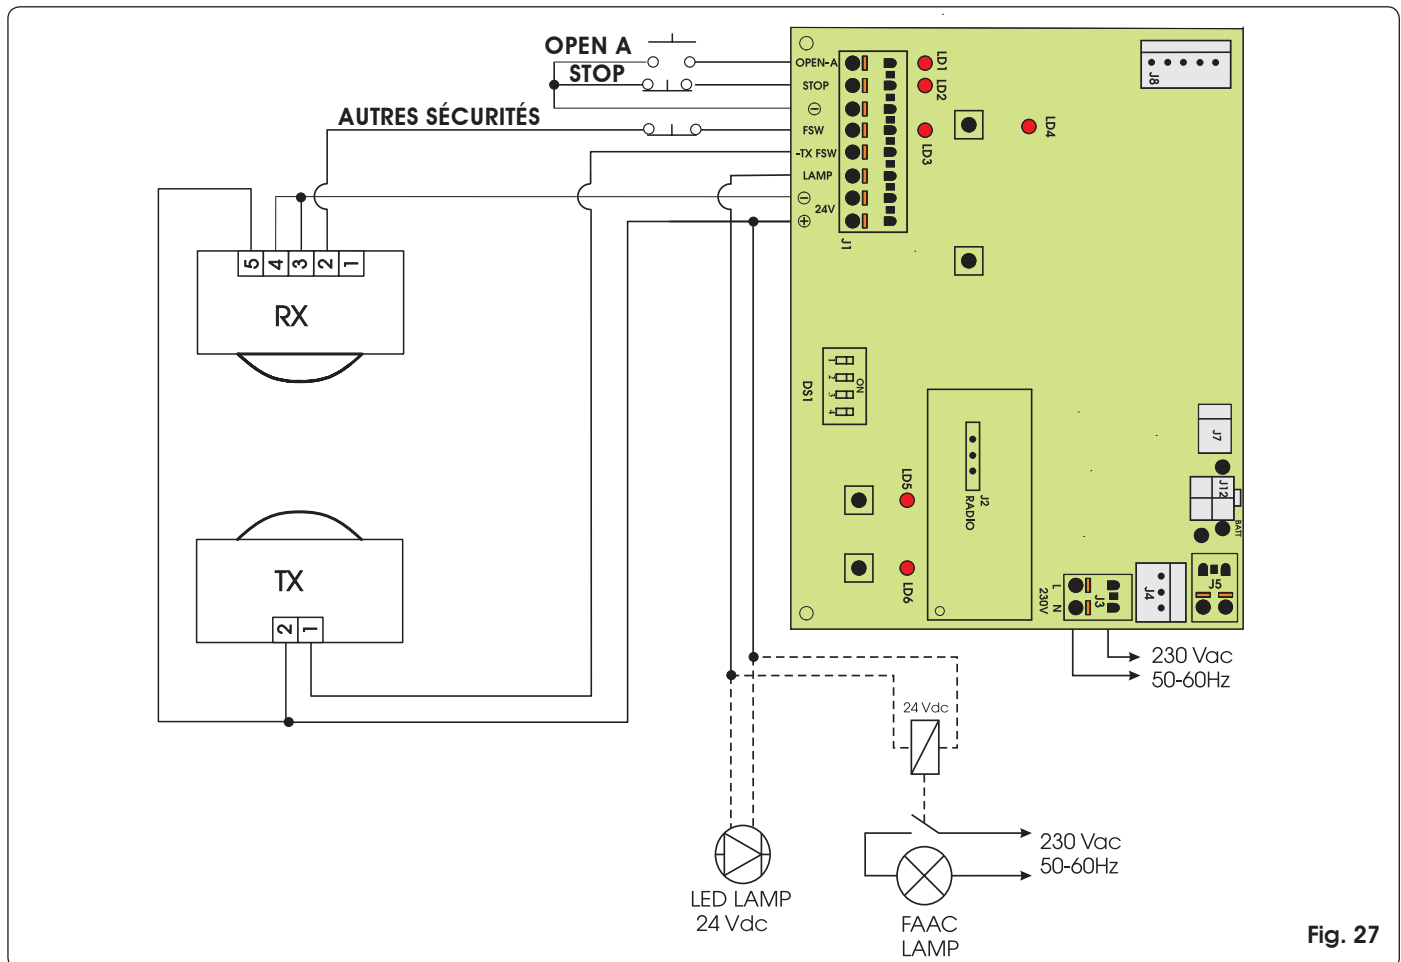 OPEN A
STOP
AUTRES SÉCURITÉS
OPEN-A
STOP
⊖
FSW
-TX FSW
LAMP
⊖
24V
⊕
J1
LD1
LD2
LD3
LD4
J8
5 4 3 2 1
RX
TX
2 1
DS1
1
2
3
4
ON
LD5
LD6
J2
RADIO
J7
J12
BATT
L
N
230V
J3
J4
J5
230 Vac
50-60Hz
24 Vdc
230 Vac
50-60Hz
LED LAMP
24 Vdc
FAAC
LAMP
Fig. 27